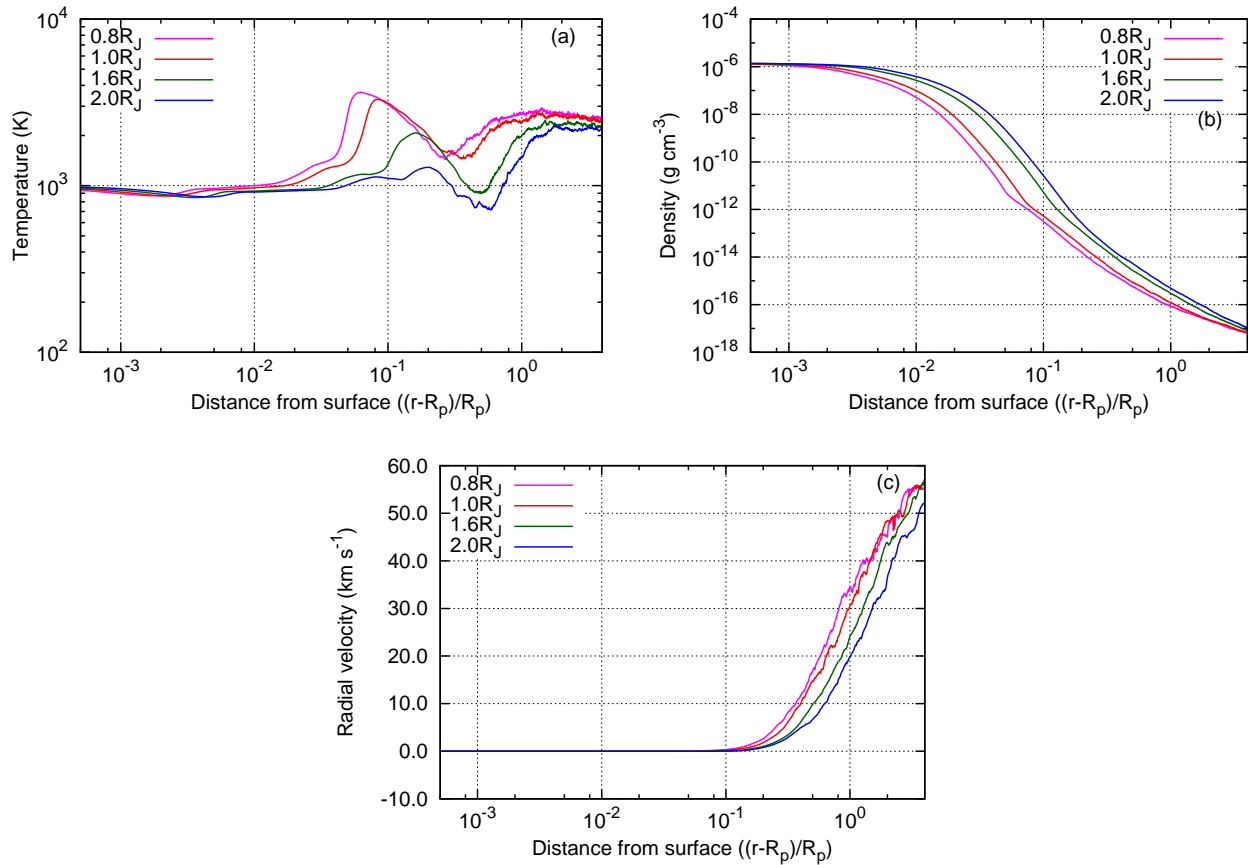 10^4
10^3
10^2
Temperature (K)
0.8R_J
1.0R_J
1.6R_J
2.0R_J
(a)
10^-3 10^-2 10^-1 10^0
Distance from surface ((r-R_p)/R_p)
10^-4
10^-6
10^-8
10^-10
10^-12
10^-14
10^-16
10^-18
Density (g cm^-3)
0.8R_J
1.0R_J
1.6R_J
2.0R_J
(b)
10^-3 10^-2 10^-1 10^0
Distance from surface ((r-R_p)/R_p)
60.0
50.0
40.0
30.0
20.0
10.0
0.0
-10.0
Radial velocity (km s^-1)
0.8R_J
1.0R_J
1.6R_J
2.0R_J
(c)
10^-3 10^-2 10^-1 10^0
Distance from surface ((r-R_p)/R_p)